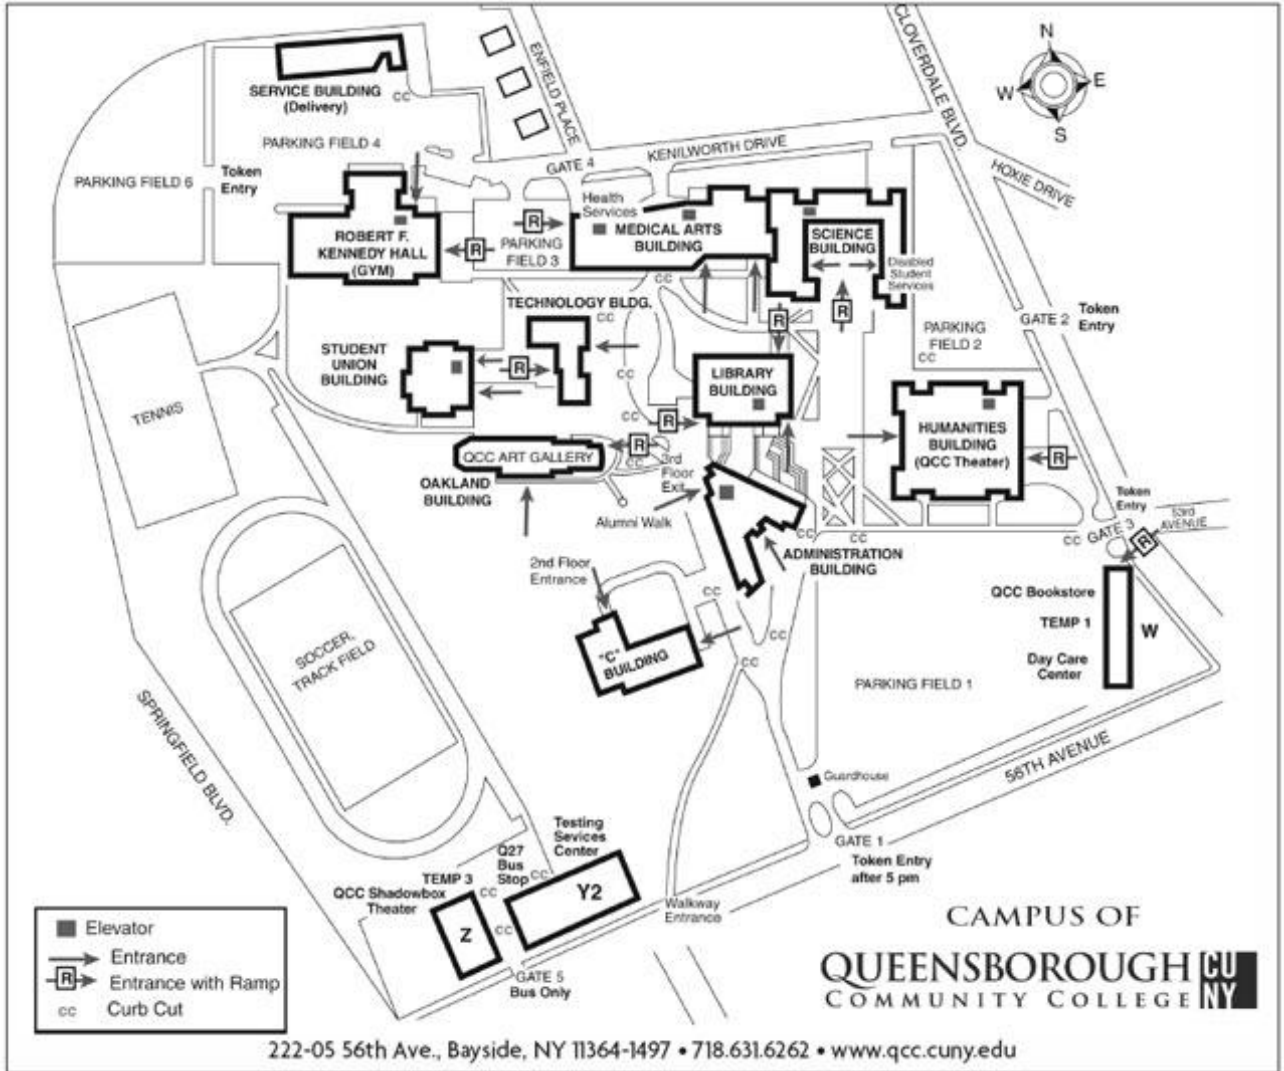 ENFIELD PLACE
CLOVERDALE BLVD.
N
W
E
S
SERVICE BUILDING
(Delivery)
CC
PARKING FIELD 4
KENILWORTH DRIVE
GATE 4
HOXIE DRIVE
PARKING FIELD 6
Token
Entry
Health
Services
R
MEDICAL ARTS
BUILDING
SCIENCE
BUILDING
ROBERT F.
KENNEDY HALL
(GYM)
R
PARKING
FIELD 3
Disabled
Student
Services
CC
TECHNOLOGY BLDG.
CC
R
R
GATE 2
Token
Entry
PARKING
FIELD 2
CC
STUDENT
UNION
BUILDING
R
CC
LIBRARY
BUILDING
TENNIS
CC
R
HUMANITIES
BUILDING
(QCC Theater)
R
QCC ART GALLERY
R
CC
3rd
Floor
Exit
OAKLAND
BUILDING
Token
Entry
53rd
AVENUE
GATE 3
R
Alumni Walk
CC
CC
CC
ADMINISTRATION
BUILDING
2nd Floor
Entrance
CC
QCC Bookstore
TEMP 1
W
Day Care
Center
CC
CC
"C"
BUILDING
SOCCER,
TRACK FIELD
PARKING FIELD 1
SPRINGFIELD BLVD.
56TH AVENUE
Guardhouse
GATE 1
Token Entry
after 5 pm
Testing
Sevices
Center
Q27
Bus
Stop
CC
TEMP 3
QCC Shadowbox
Theater
CC
Y2
Z
CC
Walkway
Entrance
GATE 5
Bus Only
Elevator
Entrance
R
Entrance with Ramp
CC
Curb Cut
CAMPUS OF
QUEENSBOROUGH
COMMUNITY COLLEGE
CU
NY
222-05 56th Ave., Bayside, NY 11364-1497 • 718.631.6262 • www.qcc.cuny.edu